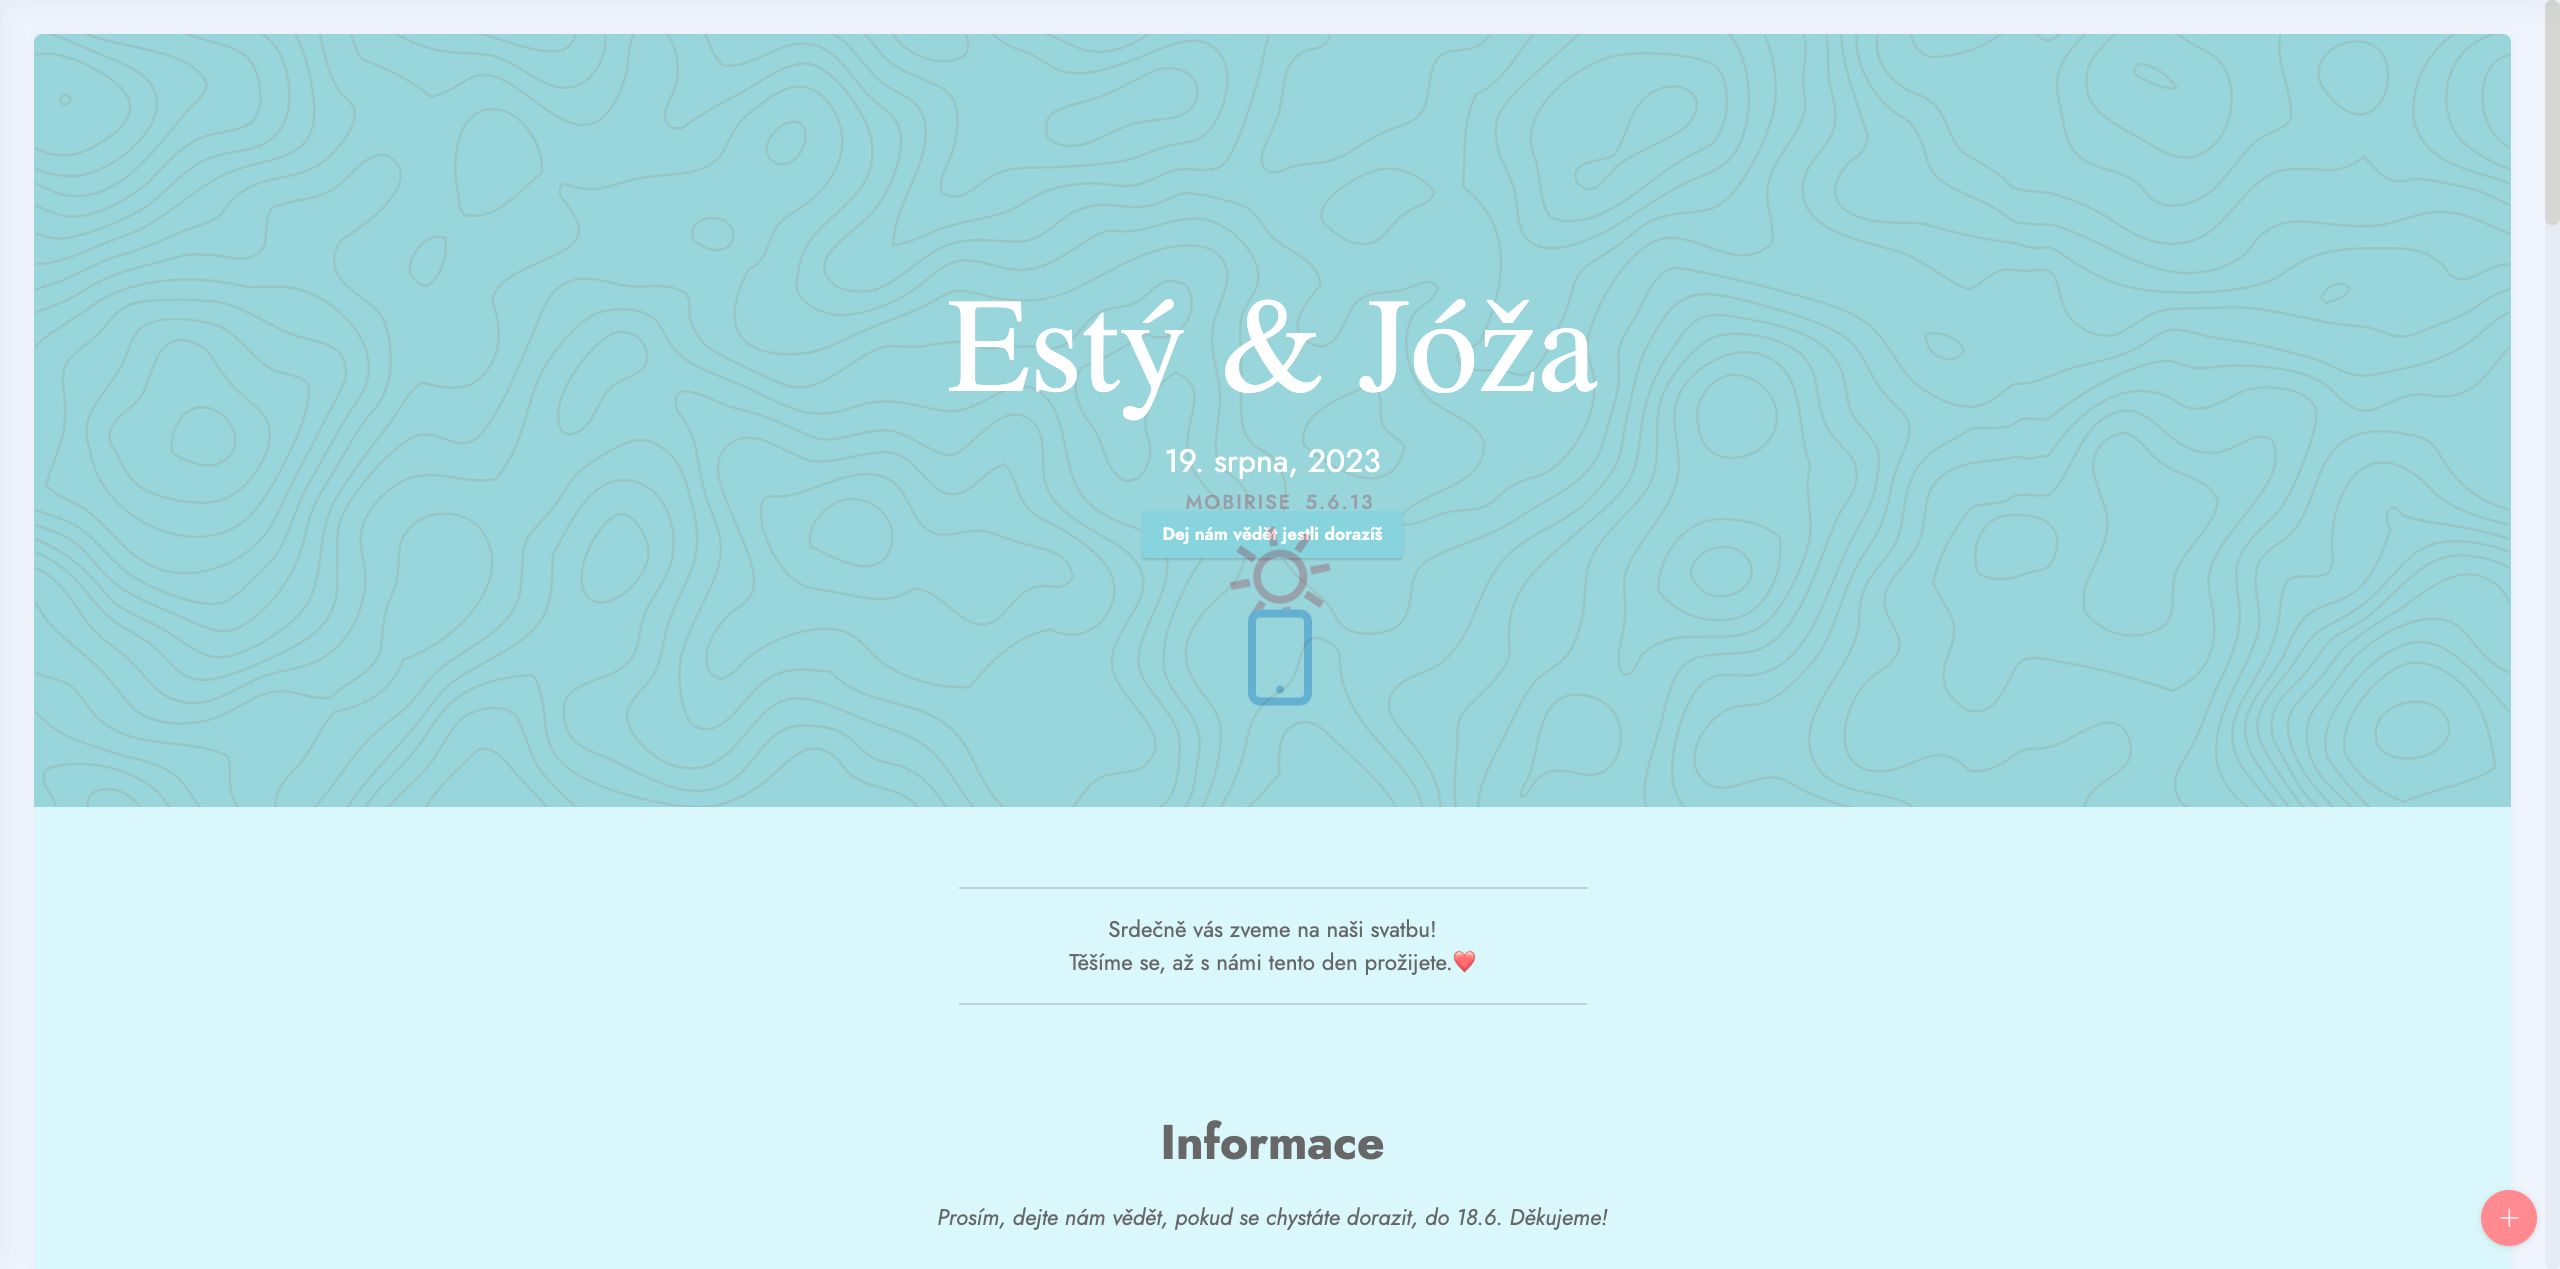 Estý & Jóža
19. srpna, 2023
MOBIRISE 5.6.13
Dej nám vědět jestli dorazíš
Srdečně vás zveme na naši svatbu!
Těšíme se, až s námi tento den prožijete.❤️
Informace
Prosím, dejte nám vědět, pokud se chystáte dorazit, do 18.6. Děkujeme!